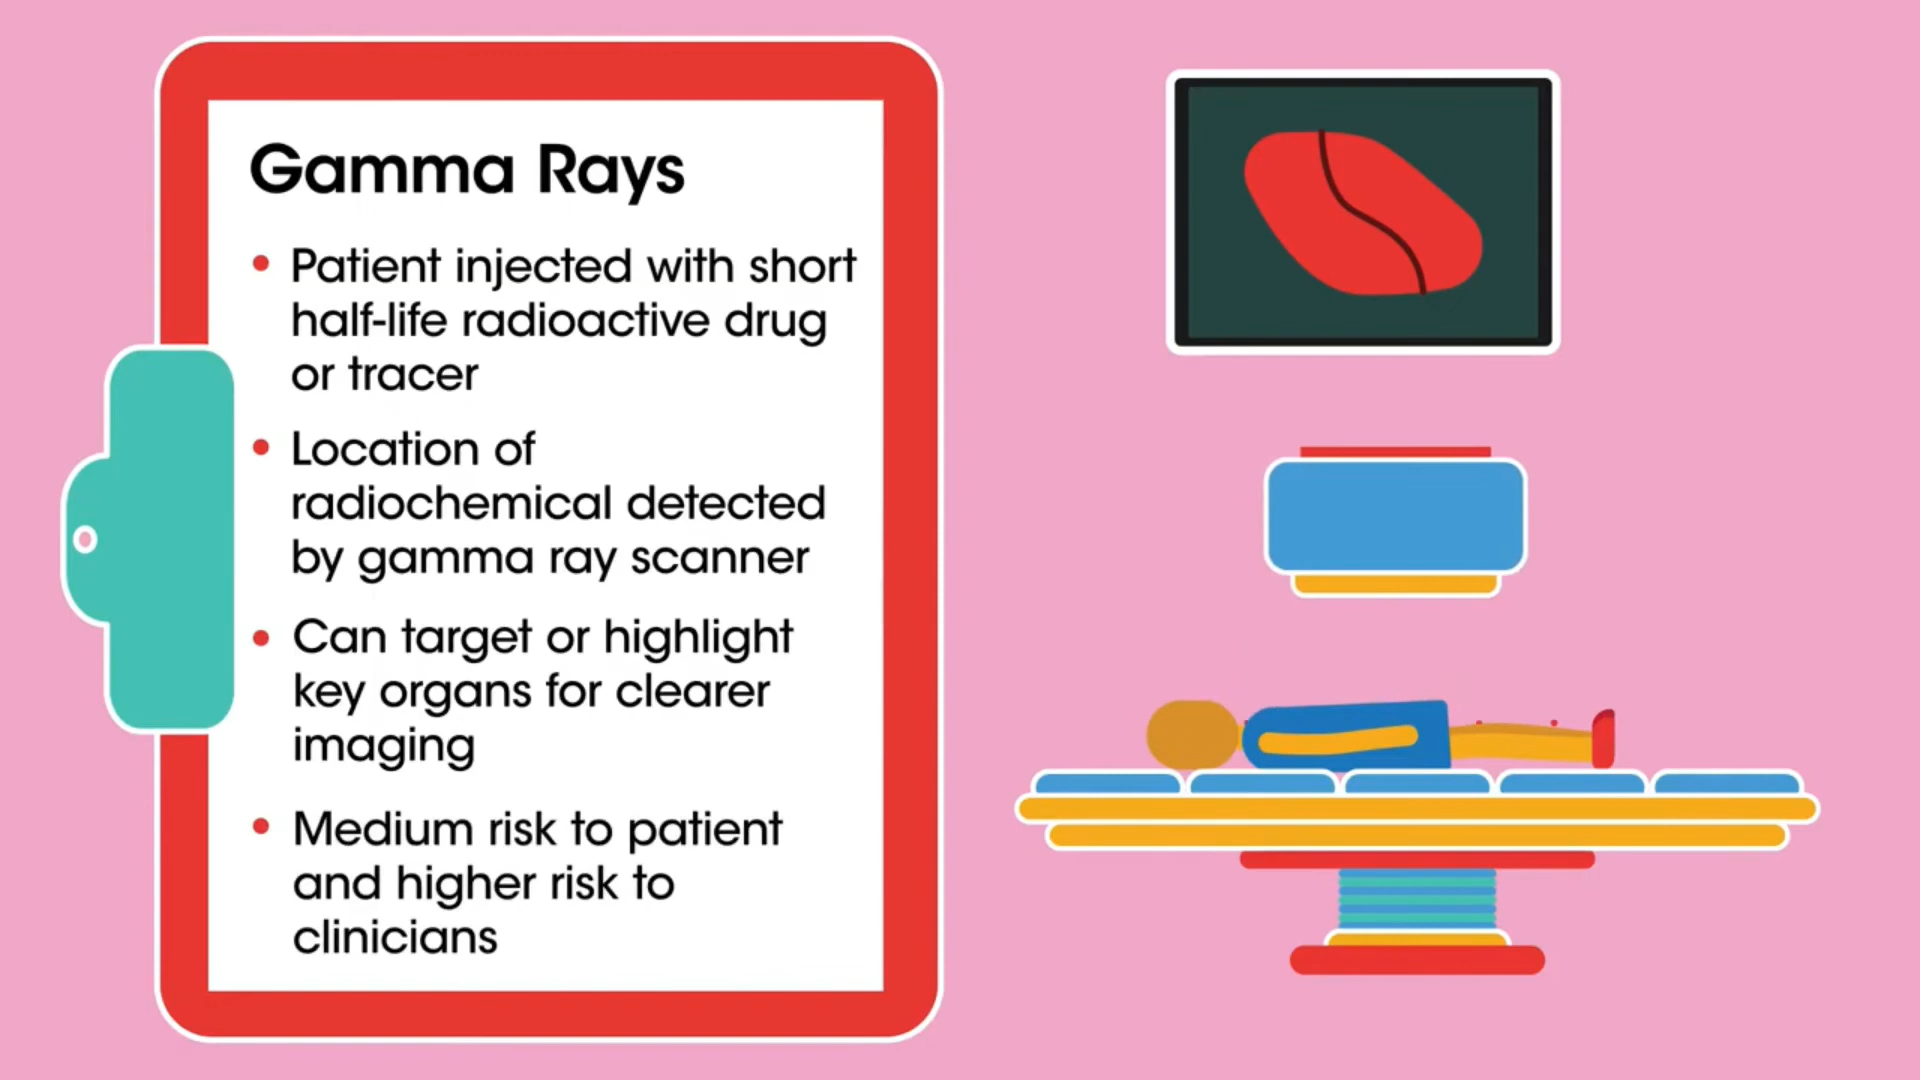 Gamma Rays
• Patient injected with short
half-life radioactive drug
or tracer
• Location of
radiochemical detected
by gamma ray scanner
• Can target or highlight
key organs for clearer
imaging
• Medium risk to patient
and higher risk to
clinicians